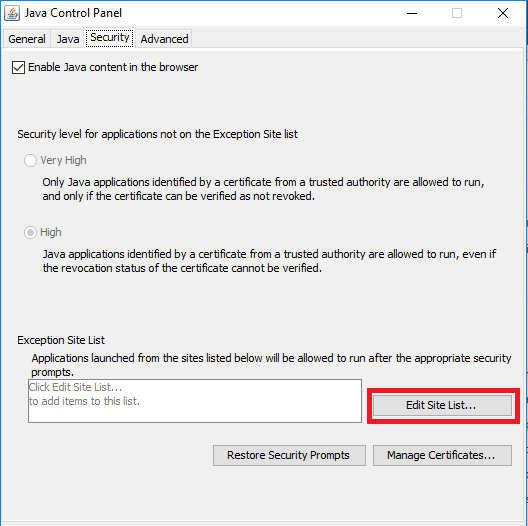 Java Control Panel
General Java Security Advanced
Enable Java content in the browser
Security level for applications not on the Exception Site list
Very High
Only Java applications identified by a certificate from a trusted authority are allowed to run,
and only if the certificate can be verified as not revoked.
High
Java applications identified by a certificate from a trusted authority are allowed to run, even if
the revocation status of the certificate cannot be verified.
Exception Site List
Applications launched from the sites listed below will be allowed to run after the appropriate security
prompts.
Click Edit Site List...
to add items to this list.
Edit Site List...
Restore Security Prompts Manage Certificates...